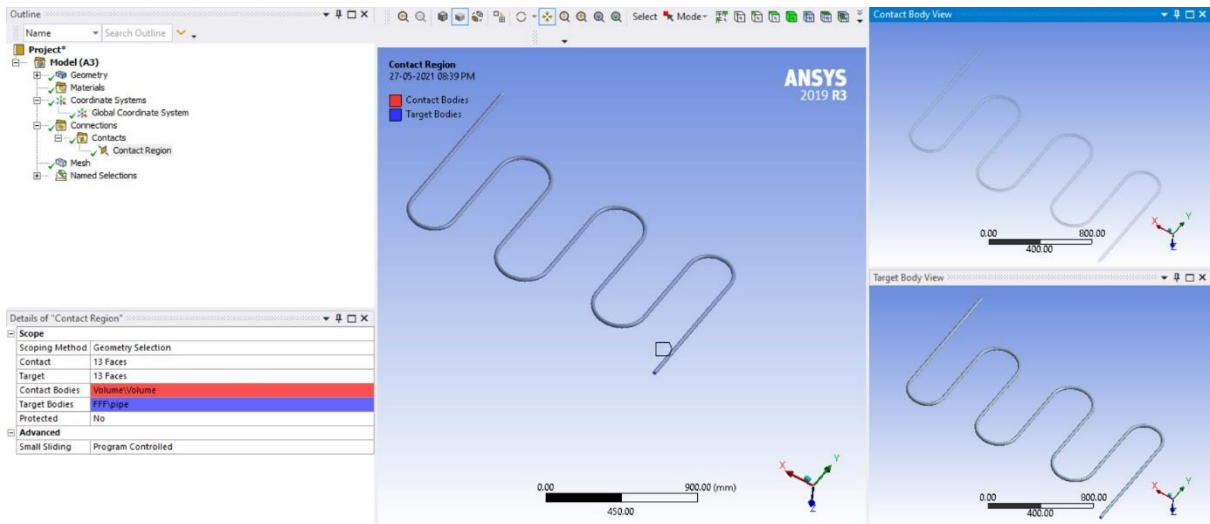 Outline
Name
Search Outline
Project*
Model (A3)
Geometry
Materials
Coordinate Systems
Global Coordinate System
Connections
Contacts
Contact Region
Mesh
Named Selections
Details of "Contact Region"
Scope
Scoping Method Geometry Selection
Contact 13 Faces
Target 13 Faces
Contact Bodies Volume\Volume
Target Bodies FFF\pipe
Protected No
Advanced
Small Sliding Program Controlled
Select Mode
Contact Region
27-05-2021 08:39 PM
Contact Bodies
Target Bodies
ANSYS
2019 R3
0.00 900.00 (mm)
450.00
X Y
Z
Contact Body View
0.00 800.00
400.00
X Y
Z
Target Body View
0.00 800.00
400.00
X Y
Z